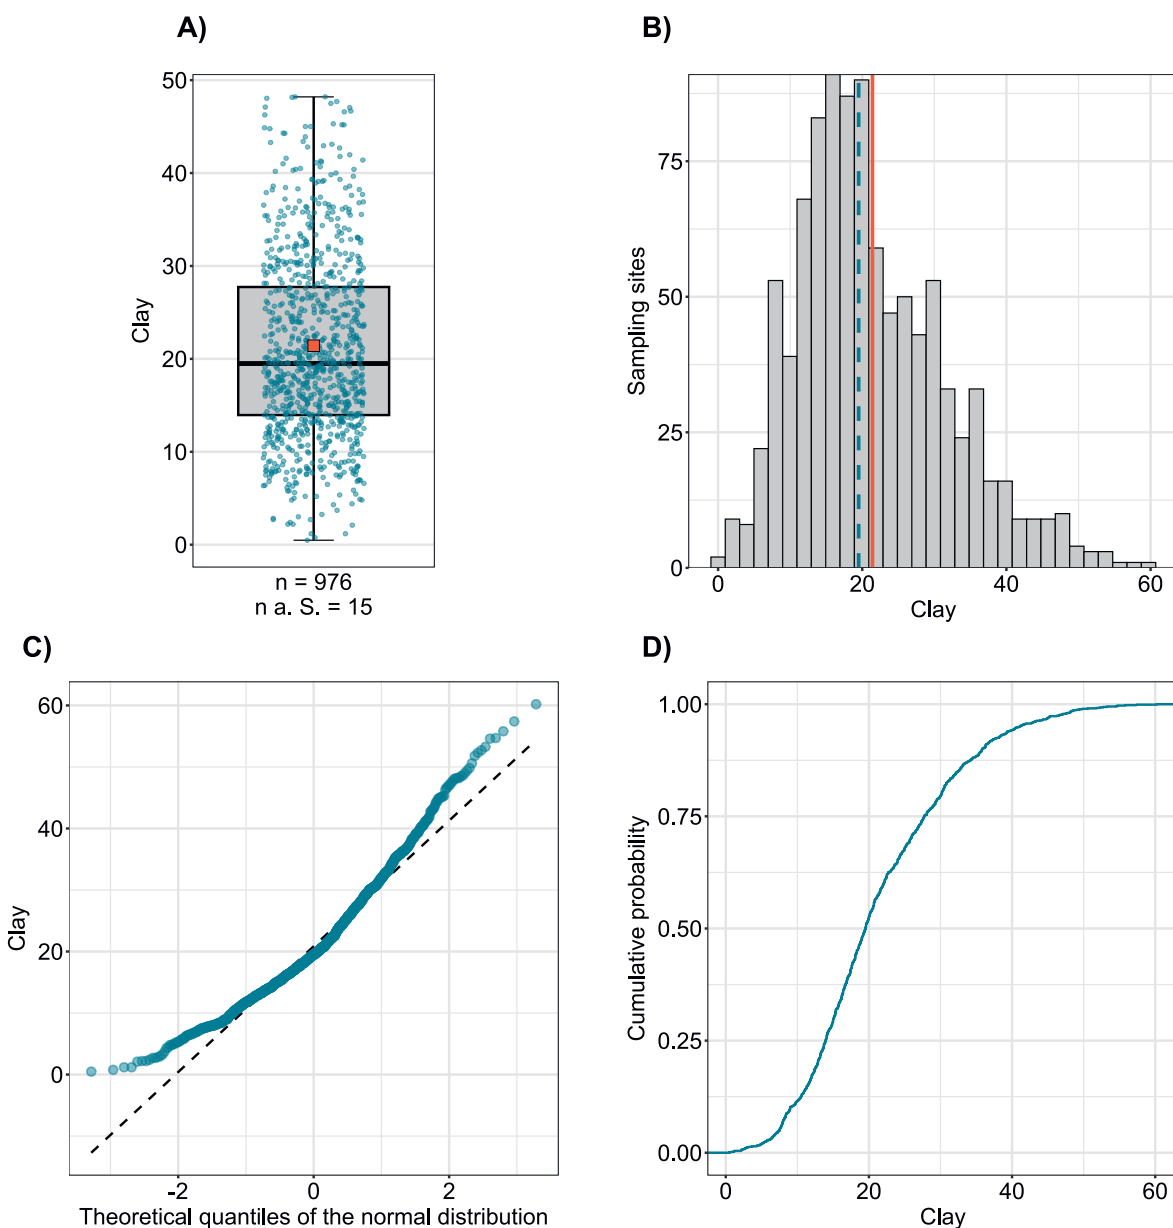 A)
50
40
30
20
10
0
Clay
n = 976
n a. S. = 15
B)
75
50
25
0
Sampling sites
0 20 40 60
Clay
C)
60
40
20
0
Clay
-2 0 2
Theoretical quantiles of the normal distribution
D)
1.00
0.75
0.50
0.25
0.00
Cumulative probability
0 20 40 60
Clay